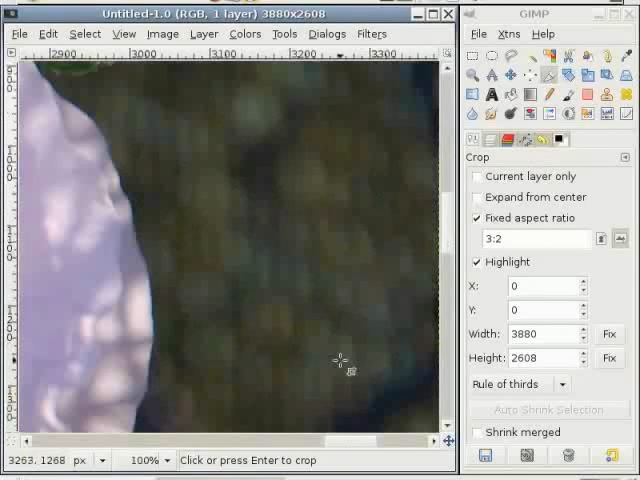 Untitled-1.0 (RGB, 1 layer) 3880x2608
File Edit Select View Image Layer Colors Tools Dialogs Filters
2900 3000 3100 3200 3300
3263, 1268 px 100% Click or press Enter to crop
GIMP
File Xtns Help
Crop
Current layer only
Expand from center
Fixed aspect ratio
3:2
Highlight
X: 0
Y: 0
Width: 3880 Fix
Height: 2608 Fix
Rule of thirds
Auto Shrink Selection
Shrink merged